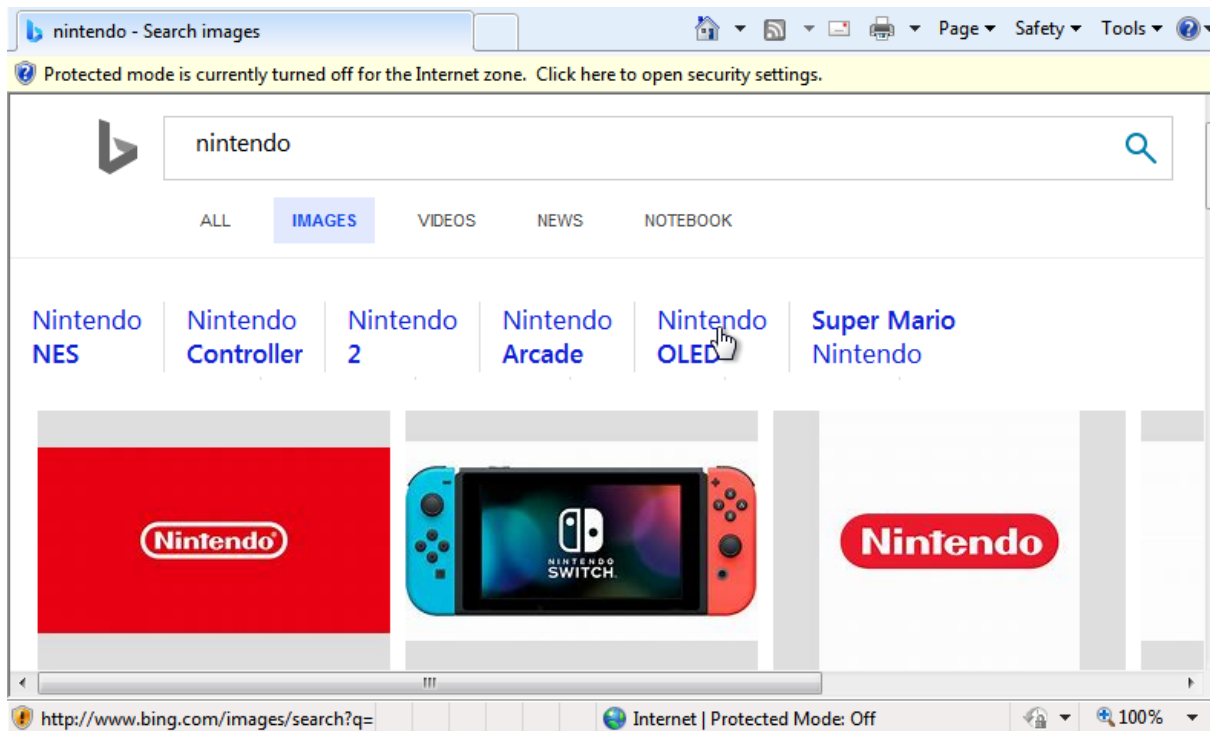 nintendo - Search images
Page Safety Tools
Protected mode is currently turned off for the Internet zone. Click here to open security settings.
nintendo
ALL IMAGES VIDEOS NEWS NOTEBOOK
Nintendo NES
Nintendo Controller
Nintendo 2
Nintendo Arcade
Nintendo OLED
Super Mario Nintendo
Nintendo
NINTENDO
SWITCH
Nintendo
http://www.bing.com/images/search?q=
Internet | Protected Mode: Off
100%